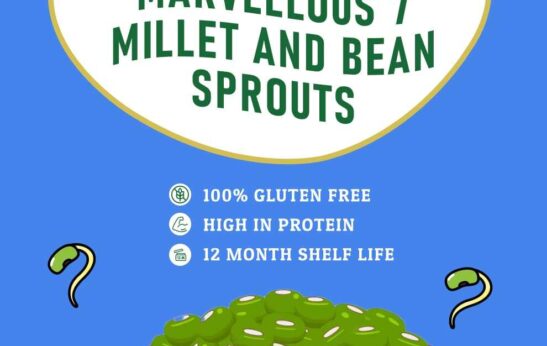 MARVELLOUS 7
MILLET AND BEAN
SPROUTS
100% GLUTEN FREE
HIGH IN PROTEIN
12 MONTH SHELF LIFE